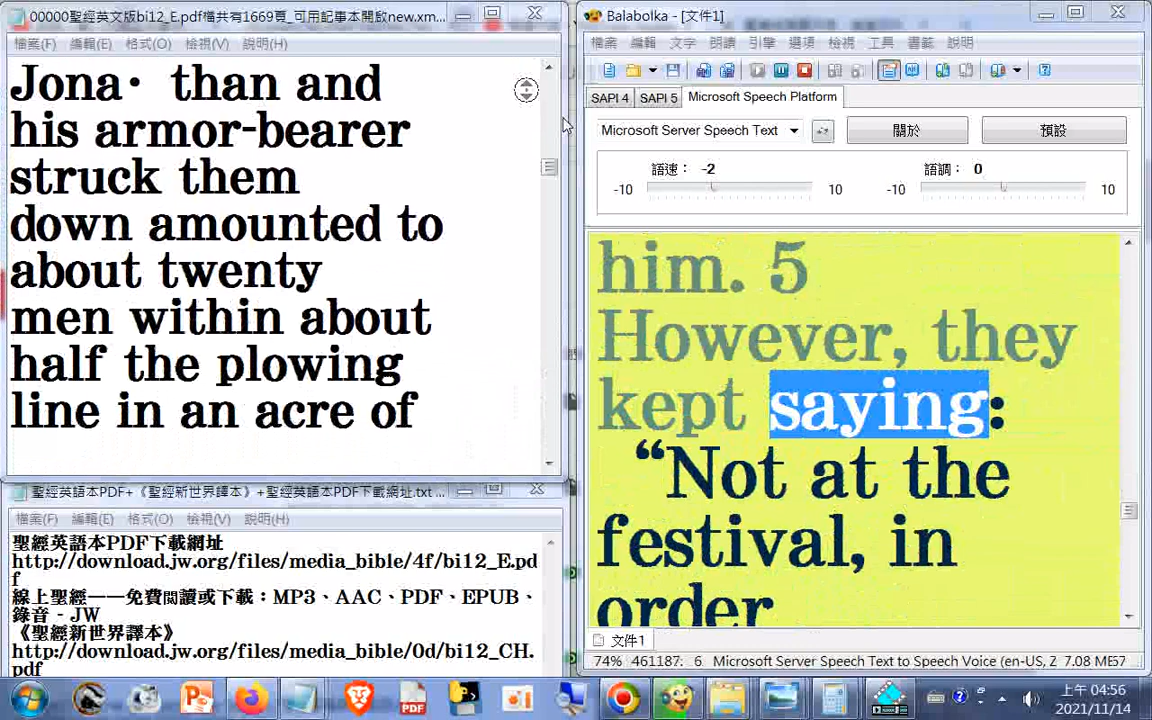 00000聖經英文版bi12_E.pdf檔共有1669頁_可用記事本開啟new.xm...
檔案(F) 編輯(E) 格式(O) 檢視(V) 說明(H)
Jona· than and
his armor-bearer
struck them
down amounted to
about twenty
men within about
half the plowing
line in an acre of
聖經英語本PDF+《聖經新世界譯本》+聖經英語本PDF下載網址.txt ...
檔案(F) 編輯(E) 格式(O) 檢視(V) 說明(H)
聖經英語本PDF下載網址
http://download.jw.org/files/media_bible/4f/bi12_E.pd
f
線上聖經──免費閱讀或下載：MP3、AAC、PDF、EPUB、
錄音 - JW
《聖經新世界譯本》
http://download.jw.org/files/media_bible/0d/bi12_CH.
pdf
Balabolka - [文件1]
檔案 編輯 文字 朗讀 引擎 選項 檢視 工具 書籤 說明
SAPI 4 SAPI 5 Microsoft Speech Platform
Microsoft Server Speech Text 關於 預設
語速： -2 語調： 0
-10 10 -10 10
him. 5
However, they
kept saying:
“Not at the
festival, in
order
文件1
74% 461187: 6 Microsoft Server Speech Text to Speech Voice (en-US, Z 7.08 ME57
上午 04:56
2021/11/14